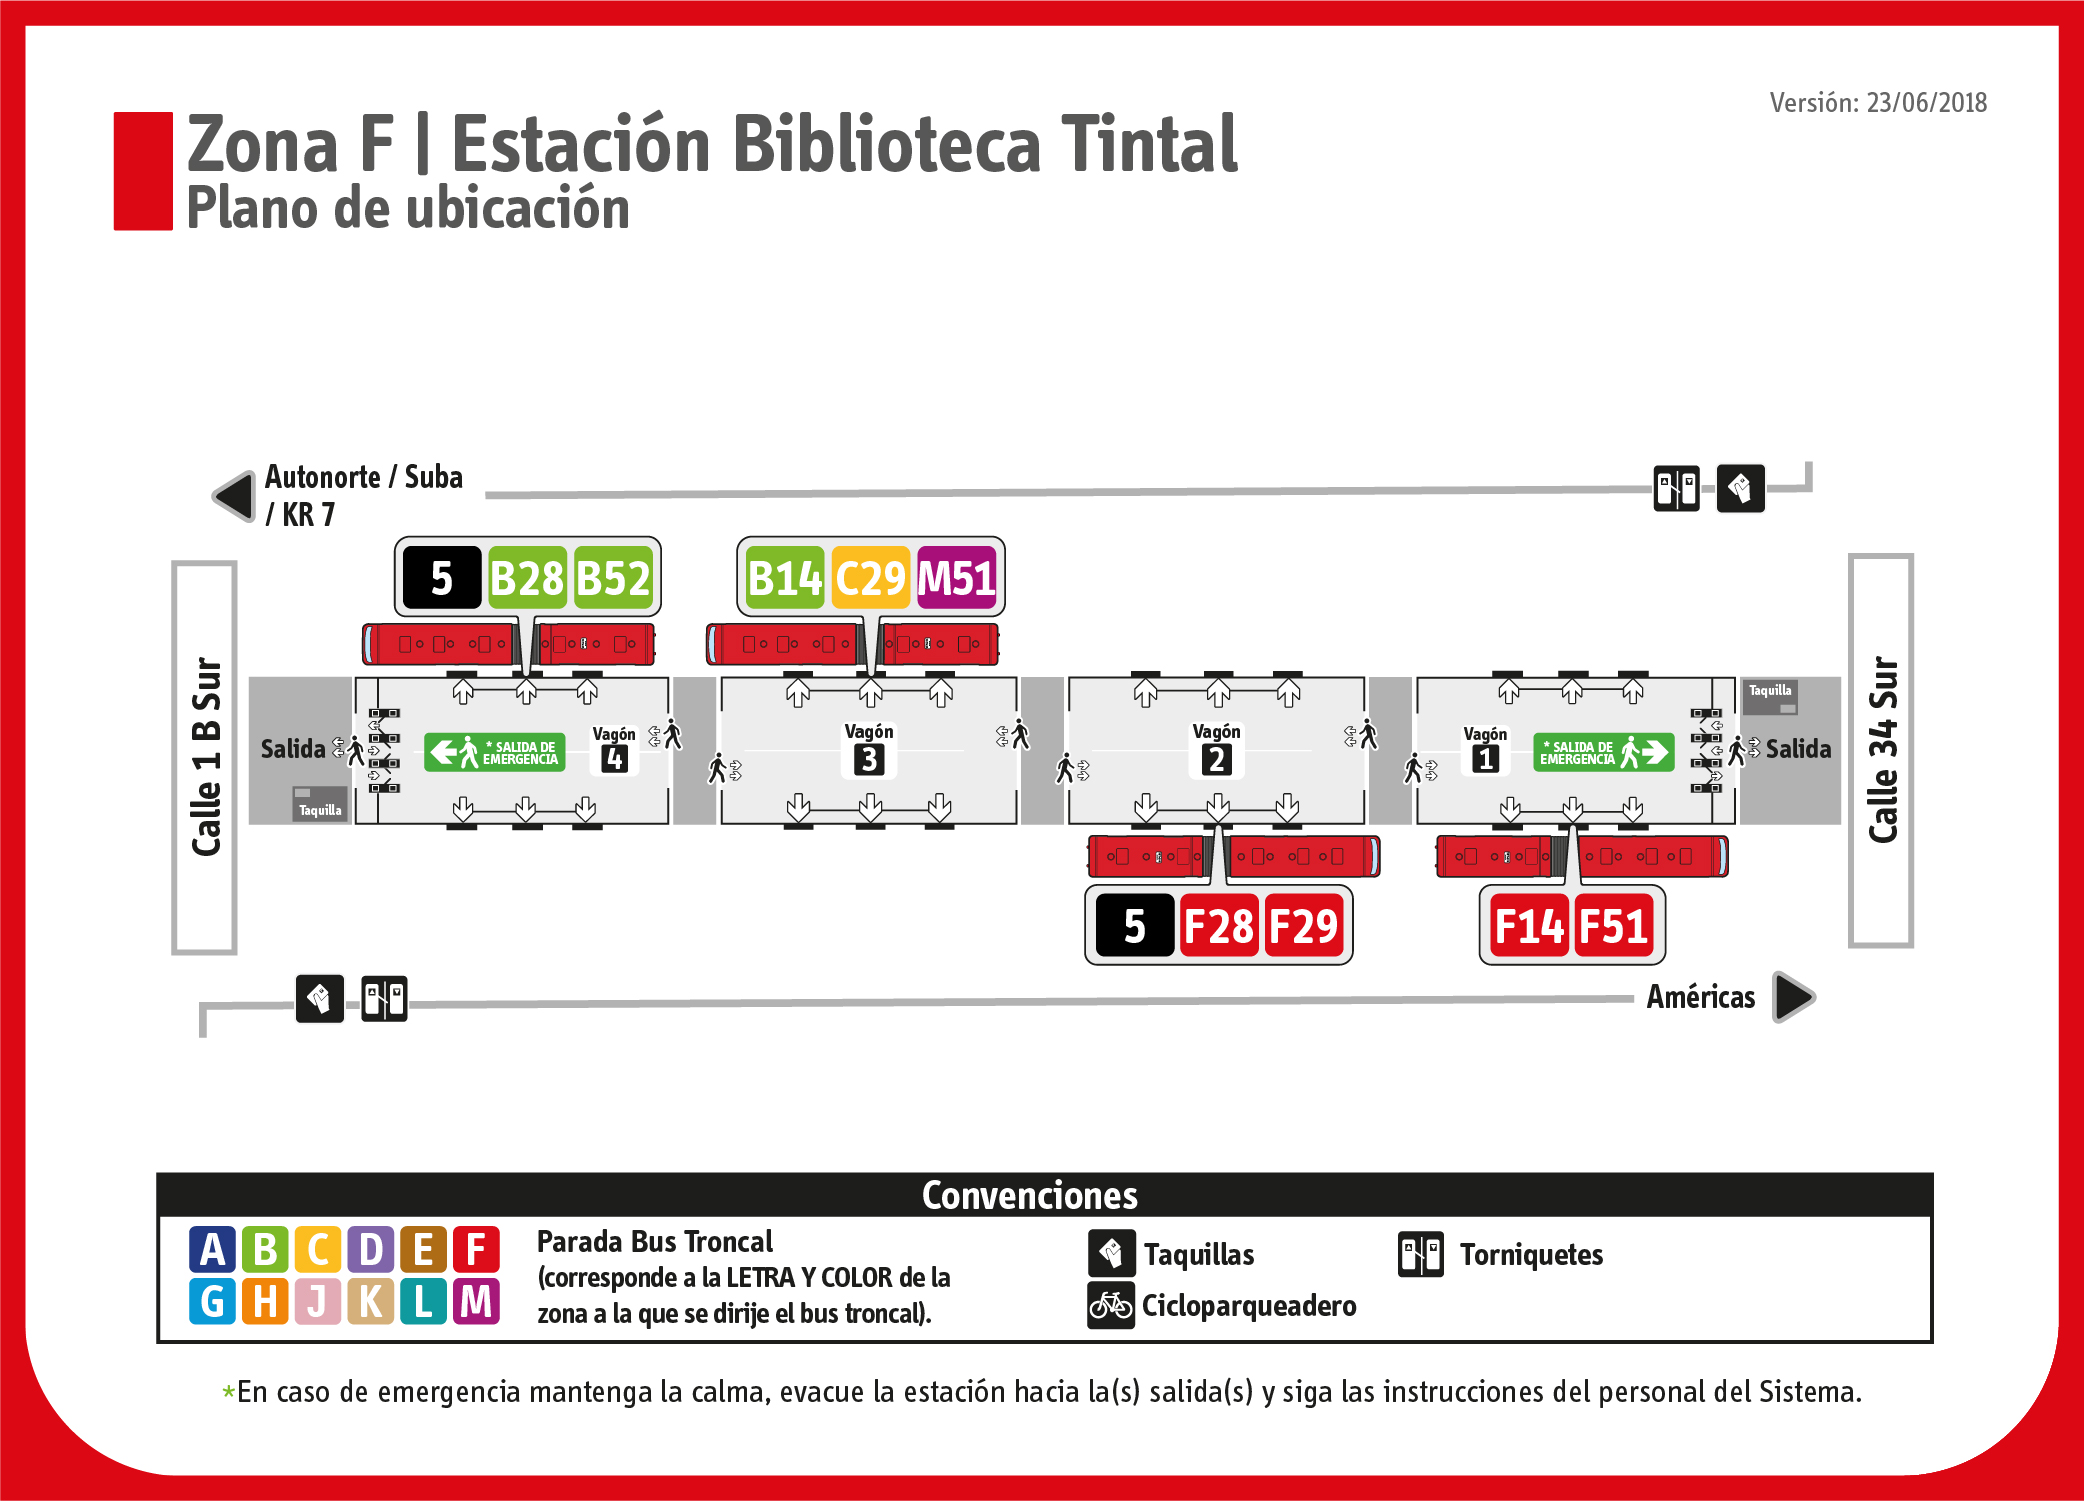 Versión: 23/06/2018
Zona F | Estación Biblioteca Tintal
Plano de ubicación
Autonorte / Suba
/ KR 7
5 B28 B52
B14 C29 M51
Calle 1 B Sur
Calle 34 Sur
Salida
Taquilla
* SALIDA DE
EMERGENCIA
Vagón
4
Vagón
3
Vagón
2
Vagón
1
* SALIDA DE
EMERGENCIA
Taquilla
Salida
5 F28 F29
F14 F51
Américas
Convenciones
A B C D E F
G H J K L M
Parada Bus Troncal
(corresponde a la LETRA Y COLOR de la
zona a la que se dirije el bus troncal).
Taquillas
Cicloparqueadero
Torniquetes
*En caso de emergencia mantenga la calma, evacue la estación hacia la(s) salida(s) y siga las instrucciones del personal del Sistema.